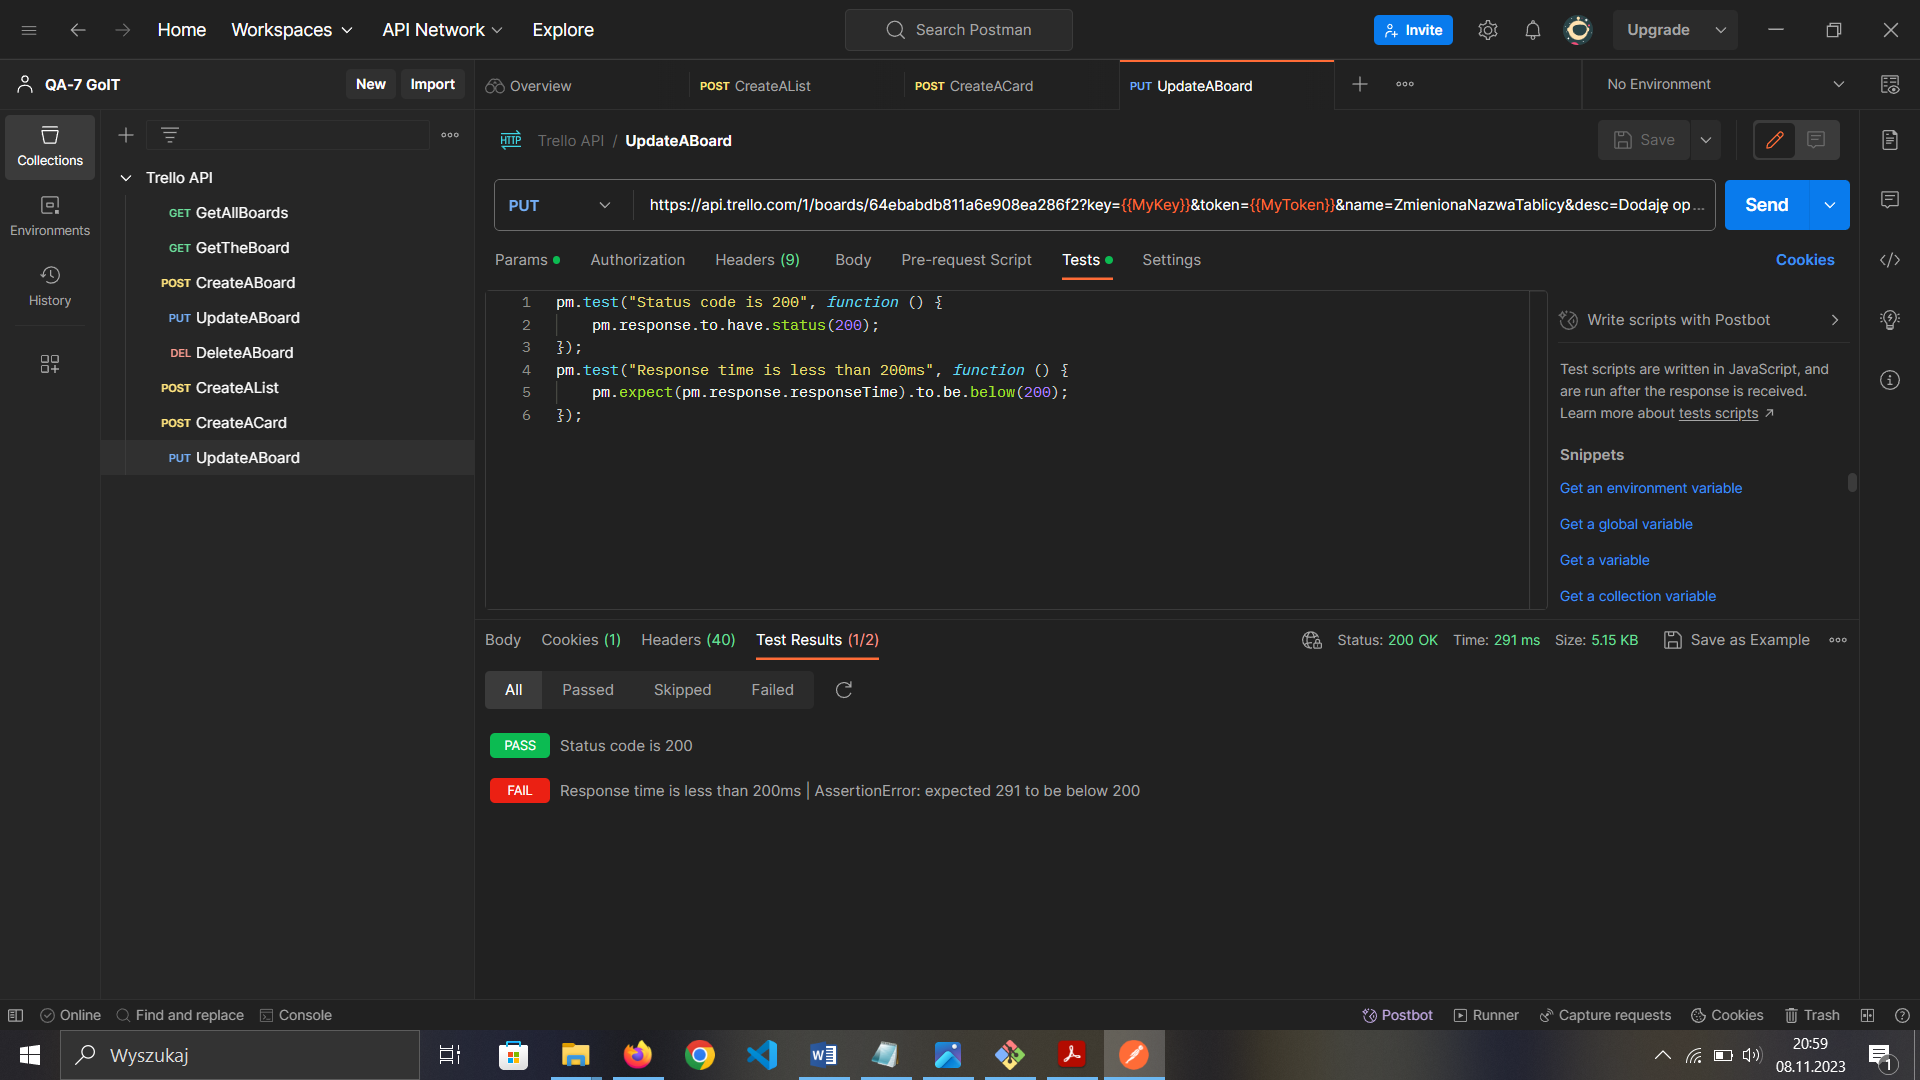 Home Workspaces API Network Explore Search Postman Invite Upgrade
QA-7 GoIT New Import Overview POST CreateAList POST CreateACard PUT UpdateABoard No Environment
Collections
Environments
History
Trello API
GET GetAllBoards
GET GetTheBoard
POST CreateABoard
PUT UpdateABoard
DEL DeleteABoard
POST CreateAList
POST CreateACard
PUT UpdateABoard
HTTP Trello API / UpdateABoard Save
PUT https://api.trello.com/1/boards/64ebabdb811a6e908ea286f2?key={{MyKey}}&token={{MyToken}}&name=ZmienionaNazwaTablicy&desc=Dodaję op... Send
Params Authorization Headers (9) Body Pre-request Script Tests Settings Cookies
1 pm.test("Status code is 200", function () {
2 pm.response.to.have.status(200);
3 });
4 pm.test("Response time is less than 200ms", function () {
5 pm.expect(pm.response.responseTime).to.be.below(200);
6 });
Write scripts with Postbot
Test scripts are written in JavaScript, and
are run after the response is received.
Learn more about tests scripts
Snippets
Get an environment variable
Get a global variable
Get a variable
Get a collection variable
Body Cookies (1) Headers (40) Test Results (1/2) Status: 200 OK Time: 291 ms Size: 5.15 KB Save as Example
All Passed Skipped Failed
PASS Status code is 200
FAIL Response time is less than 200ms | AssertionError: expected 291 to be below 200
Online Find and replace Console Postbot Runner Capture requests Cookies Trash
Wyszukaj
20:59
08.11.2023
1